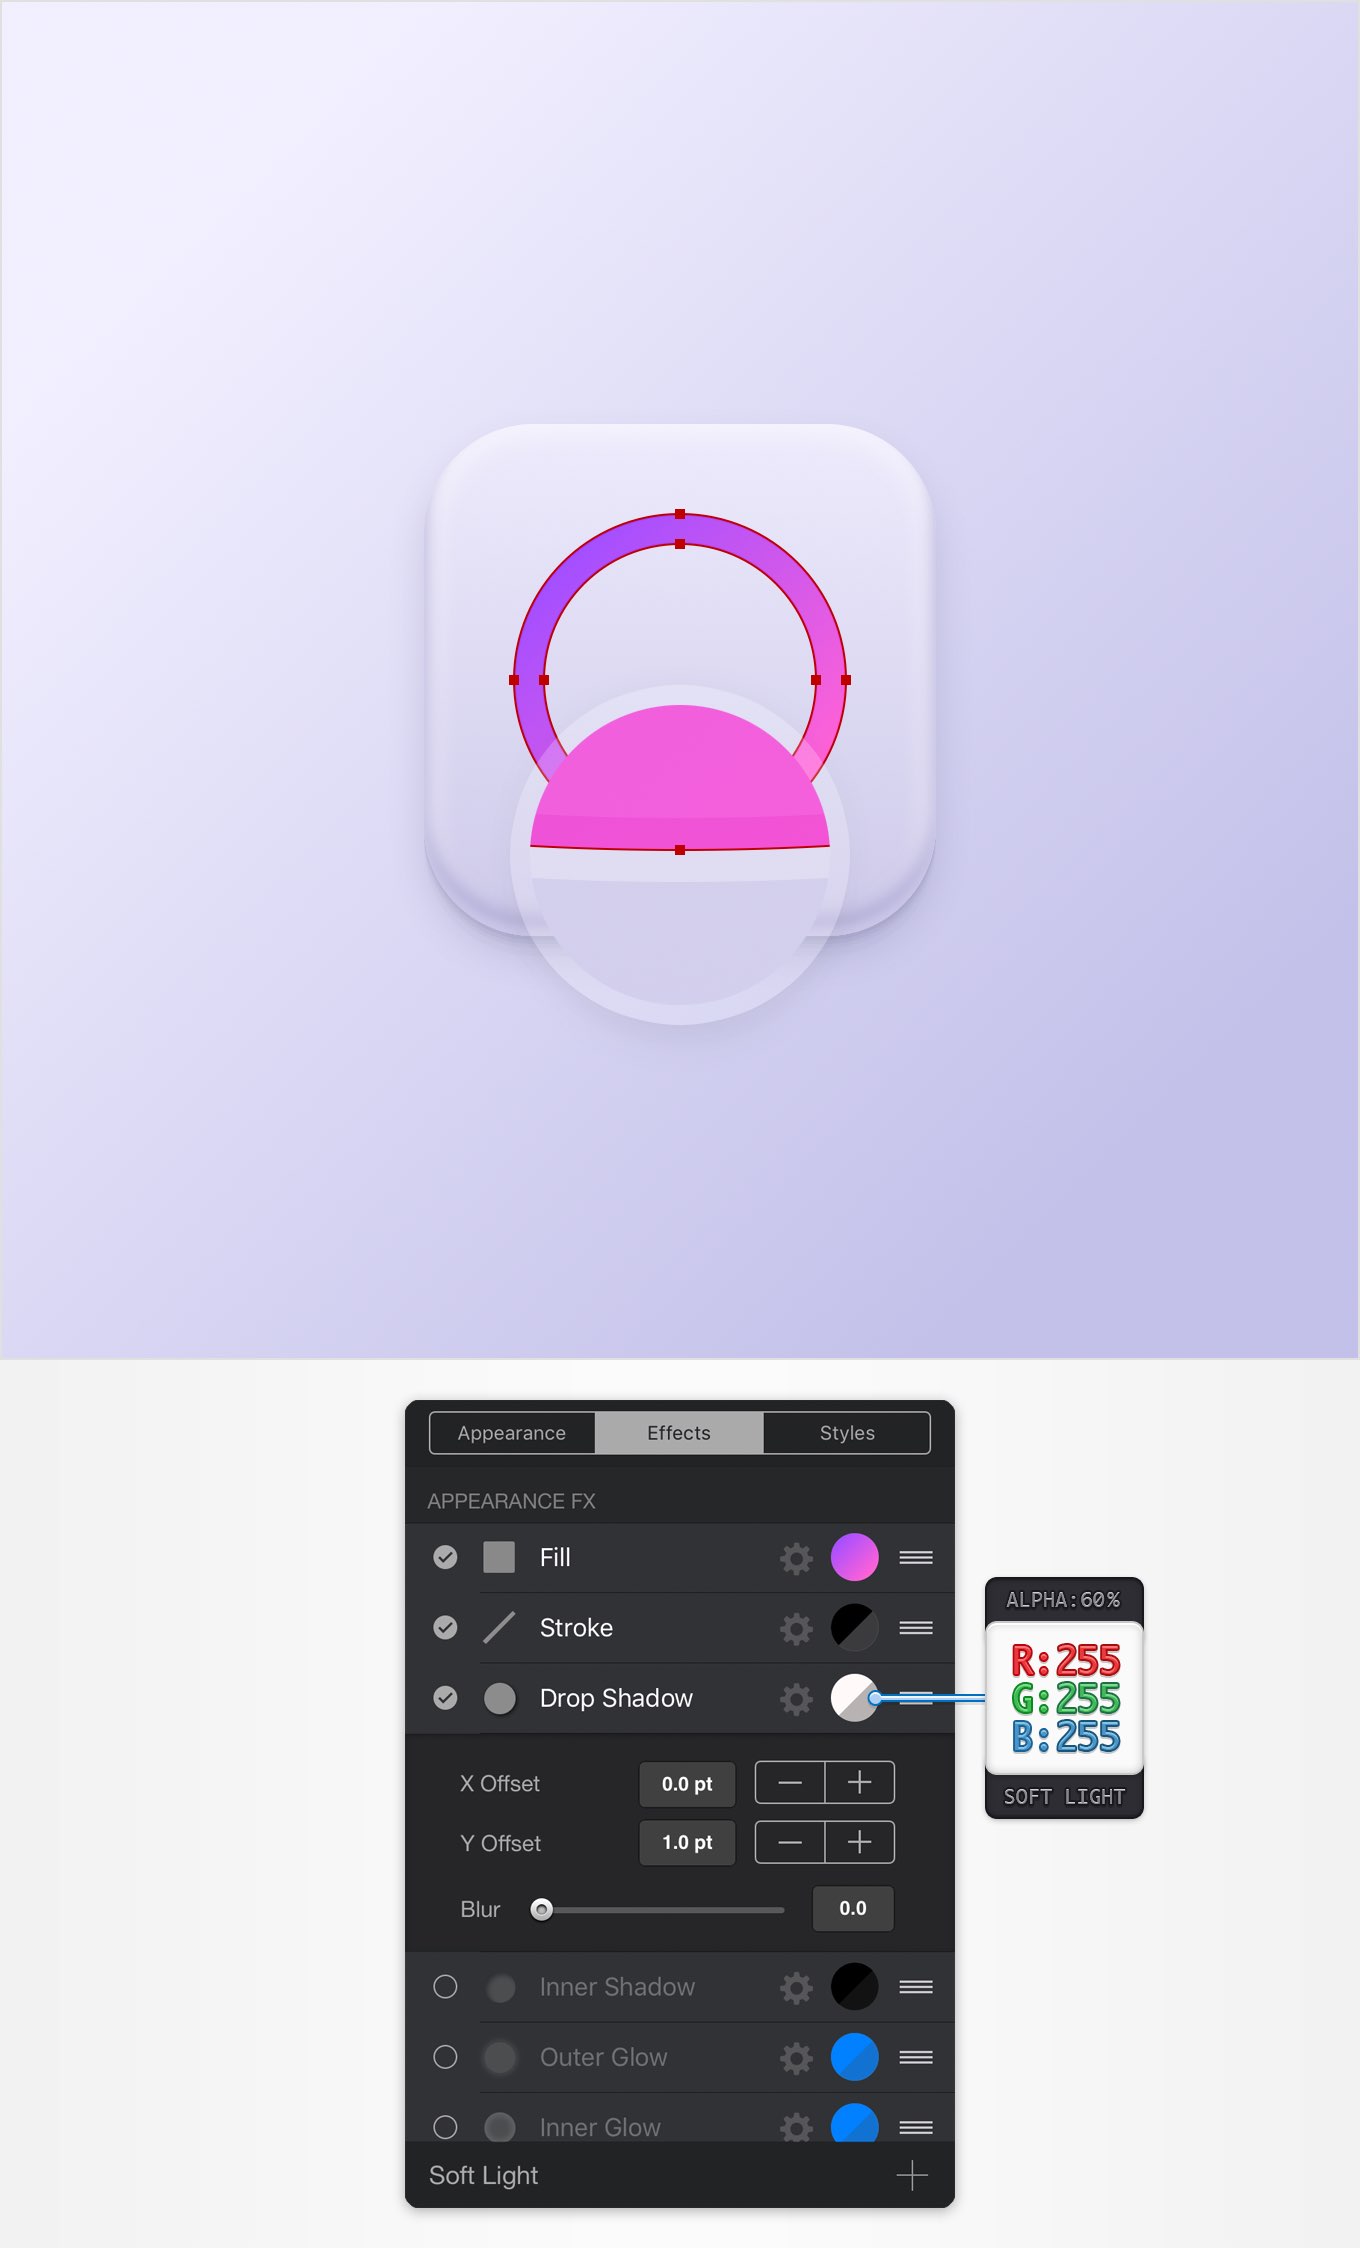 Appearance Effects Styles
APPEARANCE FX
Fill
Stroke
Drop Shadow
ALPHA:60%
R:255
G:255
B:255
SOFT LIGHT
X Offset 0.0 pt
Y Offset 1.0 pt
Blur 0.0
Inner Shadow
Outer Glow
Inner Glow
Soft Light